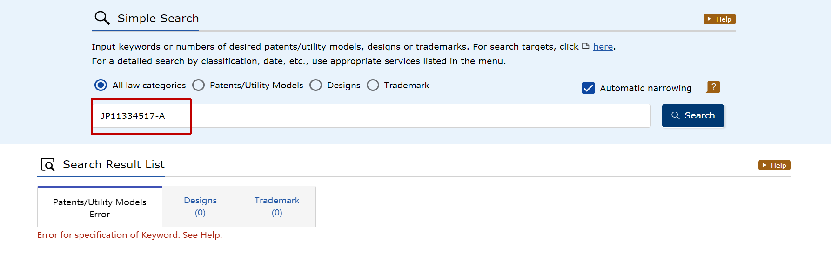 Simple Search
Help
Input keywords or numbers of desired patents/utility models, designs or trademarks. For search targets, click here.
For a detailed search by classification, date, etc., use appropriate services listed in the menu.
All law categories Patents/Utility Models Designs Trademark Automatic narrowing ?
JP11334517-A Search
Search Result List
Help
Patents/Utility Models Error
Designs (0)
Trademark (0)
Error for specification of Keyword. See Help.